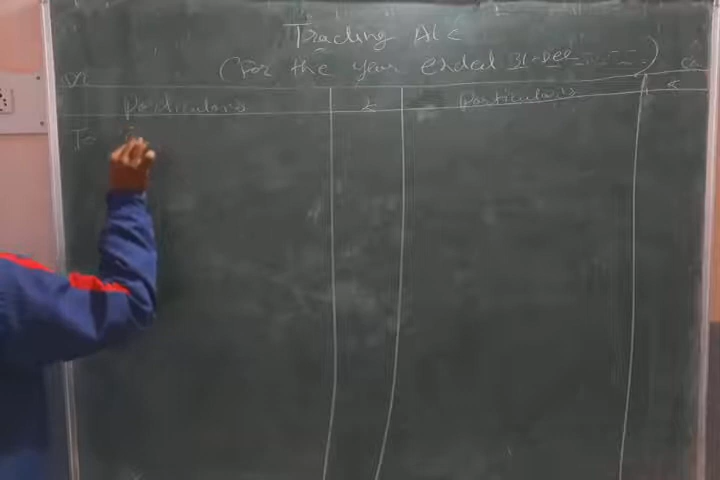 Trading A/C
(For the year ended 31-Dec-----)
Dr Cr
Particulars ₹ Particulars ₹
To